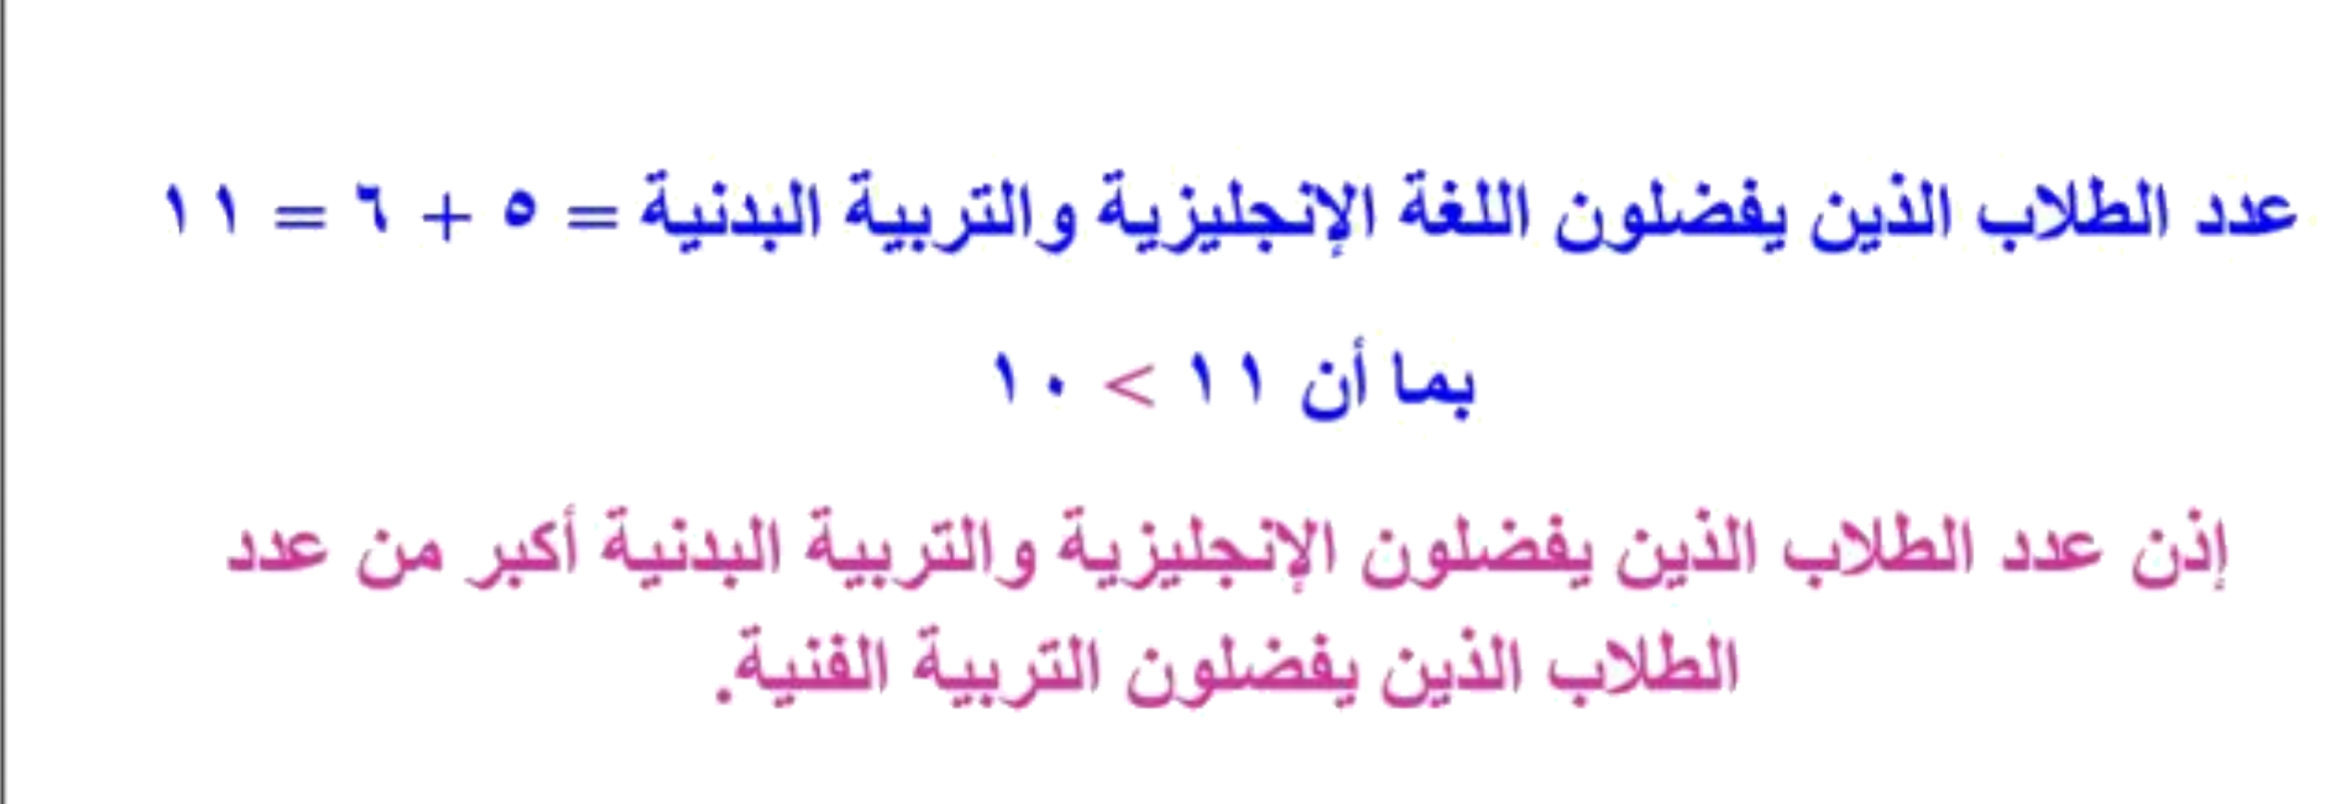 عدد الطلاب الذين يفضلون اللغة الإنجليزية والتربية البدنية = ٥ + ٦ = ١١
بما أن ١١ > ١٠
إذن عدد الطلاب الذين يفضلون الإنجليزية والتربية البدنية أكبر من عدد
الطلاب الذين يفضلون التربية الفنية.